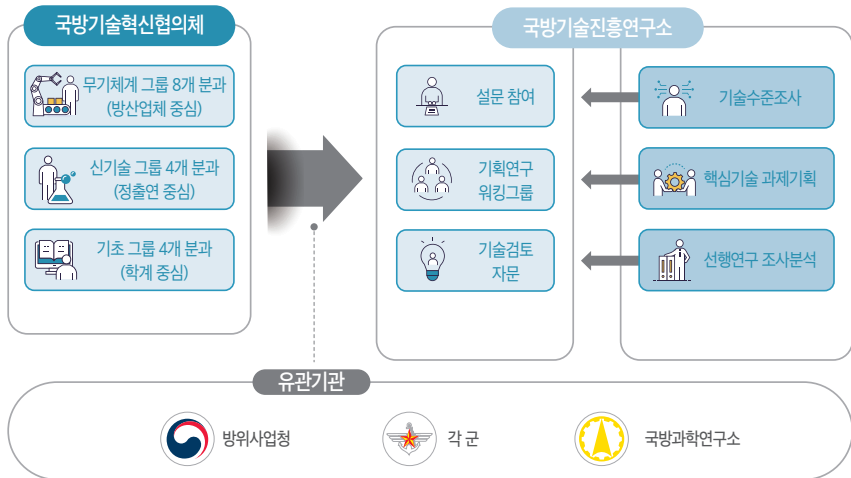 국방기술혁신협의체
무기체계 그룹 8개 분과
(방산업체 중심)
신기술 그룹 4개 분과
(정출연 중심)
기초 그룹 4개 분과
(학계 중심)
국방기술진흥연구소
설문 참여
기획연구
워킹그룹
기술검토
자문
기술수준조사
핵심기술 과제기획
선행연구 조사분석
유관기관
방위사업청
각 군
국방과학연구소